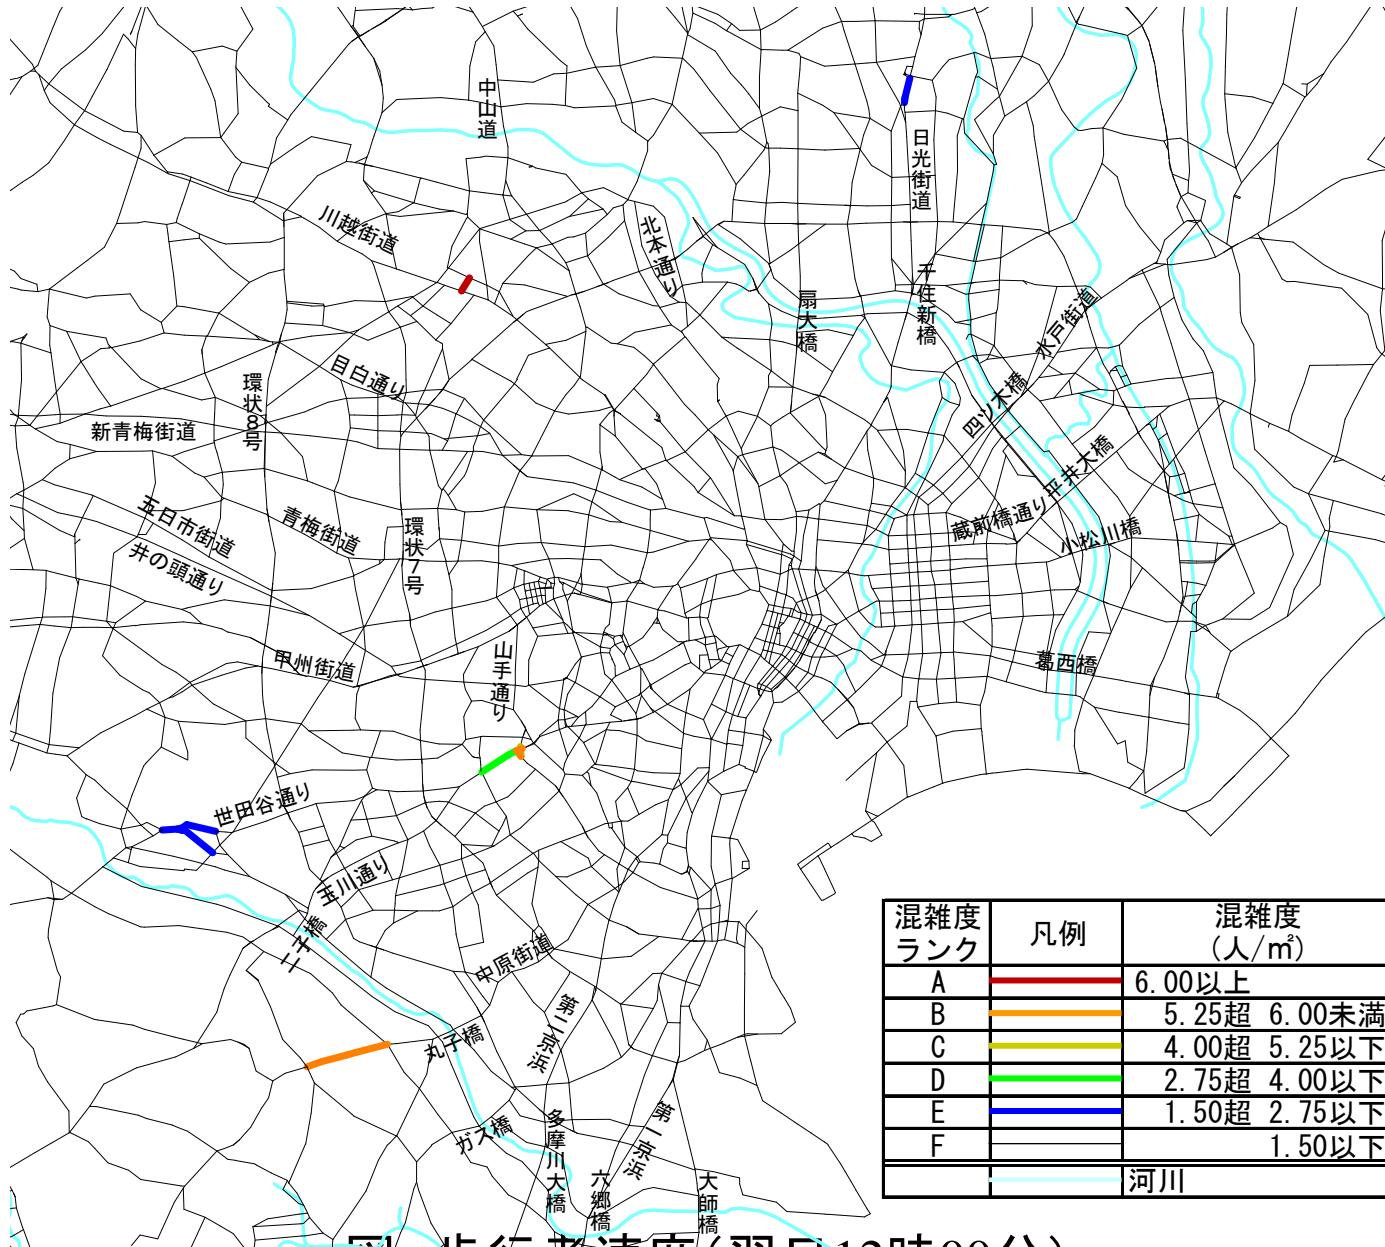 中山道
日光街道
川越街道
北本通り
千住新橋
扇大橋
水戸街道
目白通り
環状8号
四ツ木橋
新青梅街道
平井大橋
五日市街道
青梅街道
環状7号
蔵前橋通り
小松川橋
井の頭通り
甲州街道
山手通り
葛西橋
世田谷通り
玉川通り
二子橋
中原街道
第二京浜
丸子橋
ガス橋
多摩川大橋
第一京浜
六郷橋
大師橋
混雑度ランク 凡例 混雑度(人/㎡)
A 6.00以上
B 5.25超 6.00未満
C 4.00超 5.25以下
D 2.75超 4.00以下
E 1.50超 2.75以下
F 1.50以下
河川